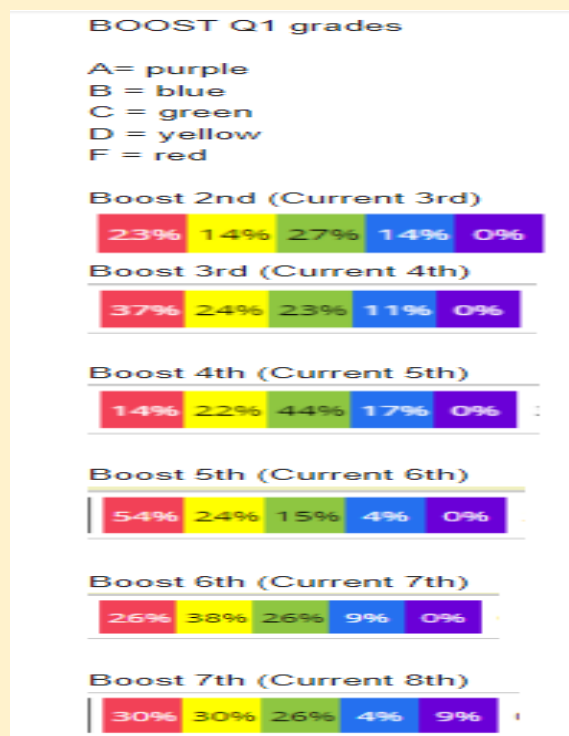 BOOST Q1 grades
A= purple
B = blue
C = green
D = yellow
F = red
Boost 2nd (Current 3rd)
23% 14% 27% 14% 0%
Boost 3rd (Current 4th)
37% 24% 23% 11% 0%
Boost 4th (Current 5th)
14% 22% 44% 17% 0%
Boost 5th (Current 6th)
54% 24% 15% 4% 0%
Boost 6th (Current 7th)
26% 38% 26% 9% 0%
Boost 7th (Current 8th)
30% 30% 26% 4% 9%